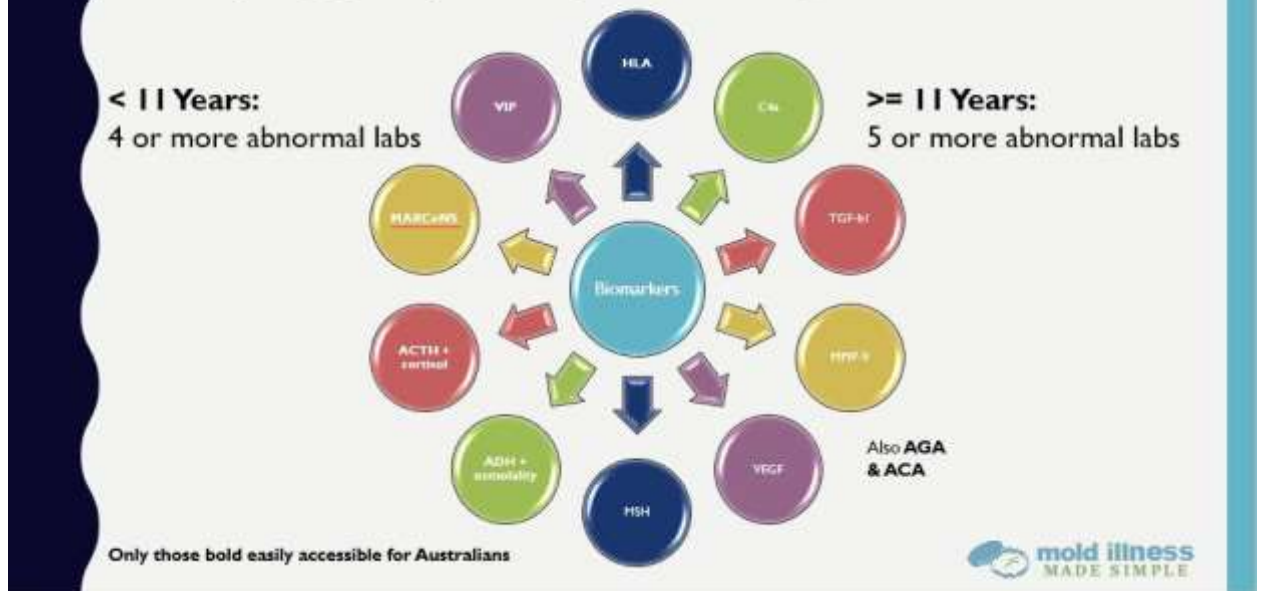 < 11 Years:
4 or more abnormal labs
>= 11 Years:
5 or more abnormal labs
HLA
C4a
TGF-b1
MMP-9
VEGF
MSH
ADH +
osmolality
ACTH +
cortisol
MARCoNS
VIP
Biomarkers
Also AGA
& ACA
Only those bold easily accessible for Australians
mold illness
MADE SIMPLE